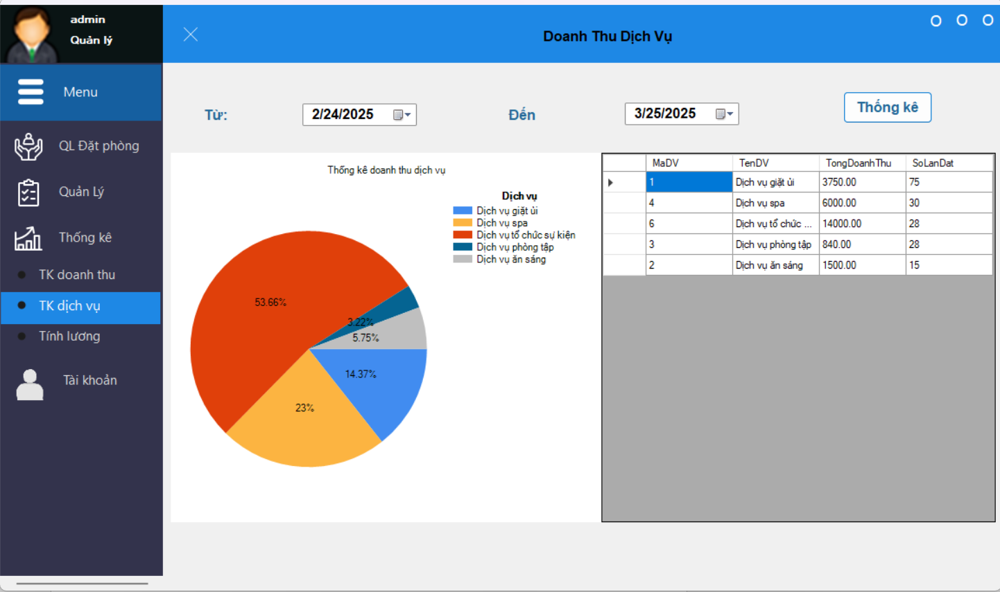 admin
Quản lý
Menu
QL Đặt phòng
Quản Lý
Thống kê
TK doanh thu
TK dịch vụ
Tính lương
Tài khoản
Doanh Thu Dịch Vụ
Từ:
2/24/2025
Đến
3/25/2025
Thống kê
Thống kê doanh thu dịch vụ
Dịch vụ
Dịch vụ giặt ủi
Dịch vụ spa
Dịch vụ tổ chức sự kiện
Dịch vụ phòng tập
Dịch vụ ăn sáng
53.66%
3.22%
5.75%
14.37%
23%
MaDV TenDV TongDoanhThu SoLanDat
1 Dịch vụ giặt ủi 3750.00 75
4 Dịch vụ spa 6000.00 30
6 Dịch vụ tổ chức ... 14000.00 28
3 Dịch vụ phòng tập 840.00 28
2 Dịch vụ ăn sáng 1500.00 15